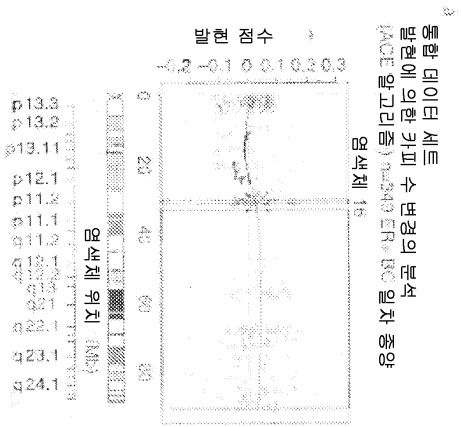 a
통합 데이터 세트
발현에 의한 카피 수 변경의 분석
(ACE 알고리즘) n=343 ER+ BC 일차 종양
염색체 16
발현 점수
-0.2 -0.1 0 0.1 0.2 0.3
0
20
40
60
80
염색체 위치 (Mb)
p13.3
p13.2
p13.11
p12.1
p11.2
p11.1
q11.2
q12.1
q12.2
q13
q21
q22.1
q23.1
q24.1